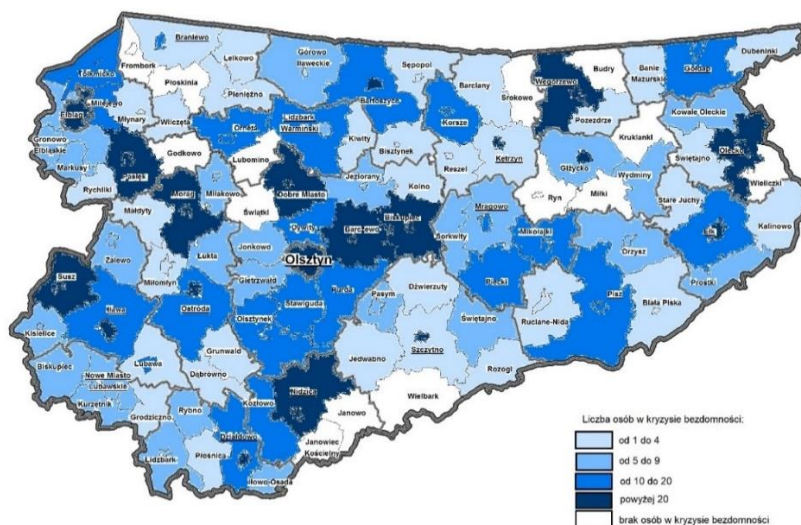 Braniewo
Frombork
Lelkowo
Górowo
Iławeckie
Sępopol
Płoskinia
Pieniężno
Tolkmicko
Bartoszyce
Barciany
Srokowo
Węgorzewo
Budry
Banie
Mazurskie
Gołdap
Dubeninki
Milejewo
Elbląg
Młynary
Wilczęta
Orneta
Lidzbark
Warmiński
Korsze
Pozezdrze
Kowale Oleckie
Gronowo
Elbląskie
Kiwity
Bisztynek
Kętrzyn
Kruklanki
Godkowo
Lubomino
Reszel
Giżycko
Świętajno
Olecko
Markusy
Pasłęk
Wieliczki
Rychliki
Morąg
Miłakowo
Dobre Miasto
Jeziorany
Kolno
Ryn
Miłki
Wydminy
Świątki
Stare Juchy
Małdyty
Mrągowo
Kalinowo
Dywity
Barczewo
Biskupiec
Sorkwity
Mikołajki
Ełk
Jonkowo
Łukta
Zalewo
Orzysz
Olsztyn
Susz
Miłomłyn
Gietrzwałd
Dźwierzuty
Prostki
Purda
Piecki
Pasym
Pisz
Iława
Ostróda
Stawiguda
Biała Piska
Olsztynek
Świętajno
Ruciane-Nida
Kisielice
Szczytno
Grunwald
Lubawa
Jedwabno
Biskupiec
Nowe Miasto
Lubawskie
Dąbrówno
Rozogi
Nidzica
Wielbark
Kurzętnik
Grodziczno
Rybno
Kozłowo
Janowo
Działdowo
Janowiec
Kościelny
Lidzbark
Płośnica
Iłowo-Osada
Liczba osób w kryzysie bezdomności:
od 1 do 4
od 5 do 9
od 10 do 20
powyżej 20
brak osób w kryzysie bezdomności